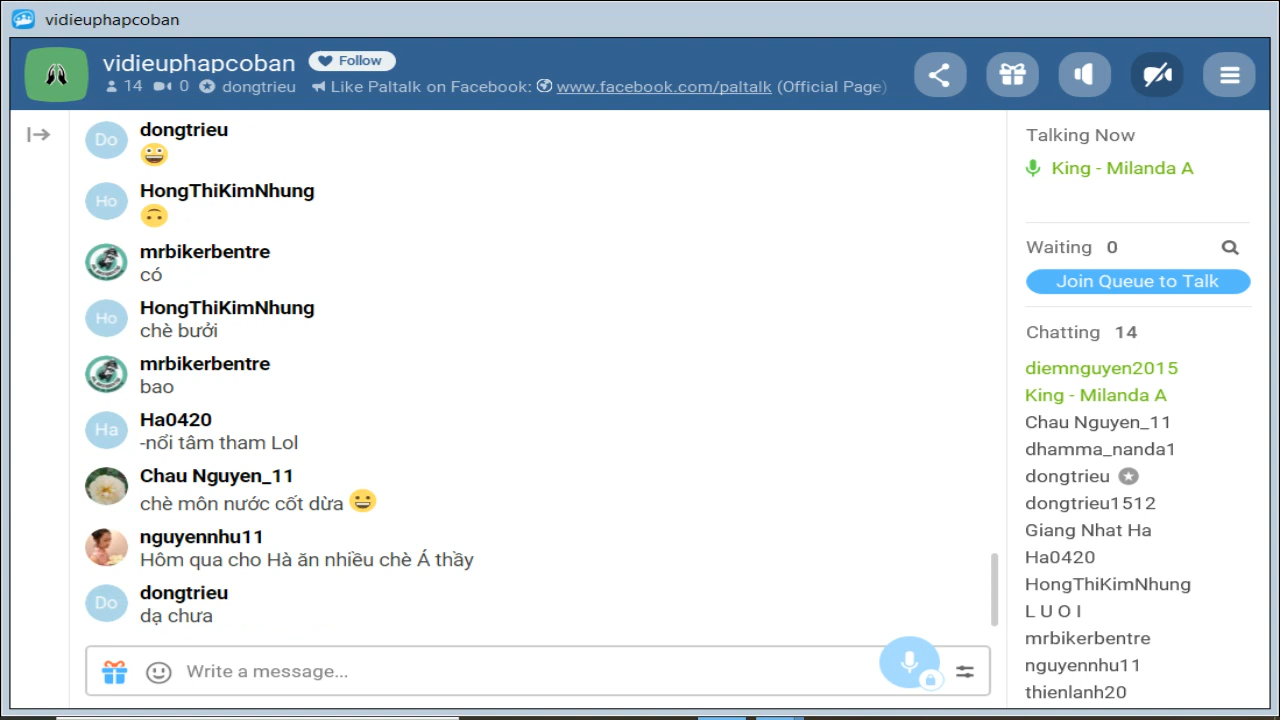 vidieuphapcoban
vidieuphapcoban Follow
14 0 dongtrieu Like Paltalk on Facebook: www.facebook.com/paltalk (Official Page)
Do dongtrieu
Ho HongThiKimNhung
mrbikerbentre
có
Ho HongThiKimNhung
chè bưởi
mrbikerbentre
bao
Ha Ha0420
-nổi tâm tham Lol
Chau Nguyen_11
chè môn nước cốt dừa
nguyennhu11
Hôm qua cho Hà ăn nhiều chè Á thầy
Do dongtrieu
dạ chưa
Write a message...
Talking Now
King - Milanda A
Waiting 0
Join Queue to Talk
Chatting 14
diemnguyen2015
King - Milanda A
Chau Nguyen_11
dhamma_nanda1
dongtrieu
dongtrieu1512
Giang Nhat Ha
Ha0420
HongThiKimNhung
L U O I
mrbikerbentre
nguyennhu11
thienlanh20